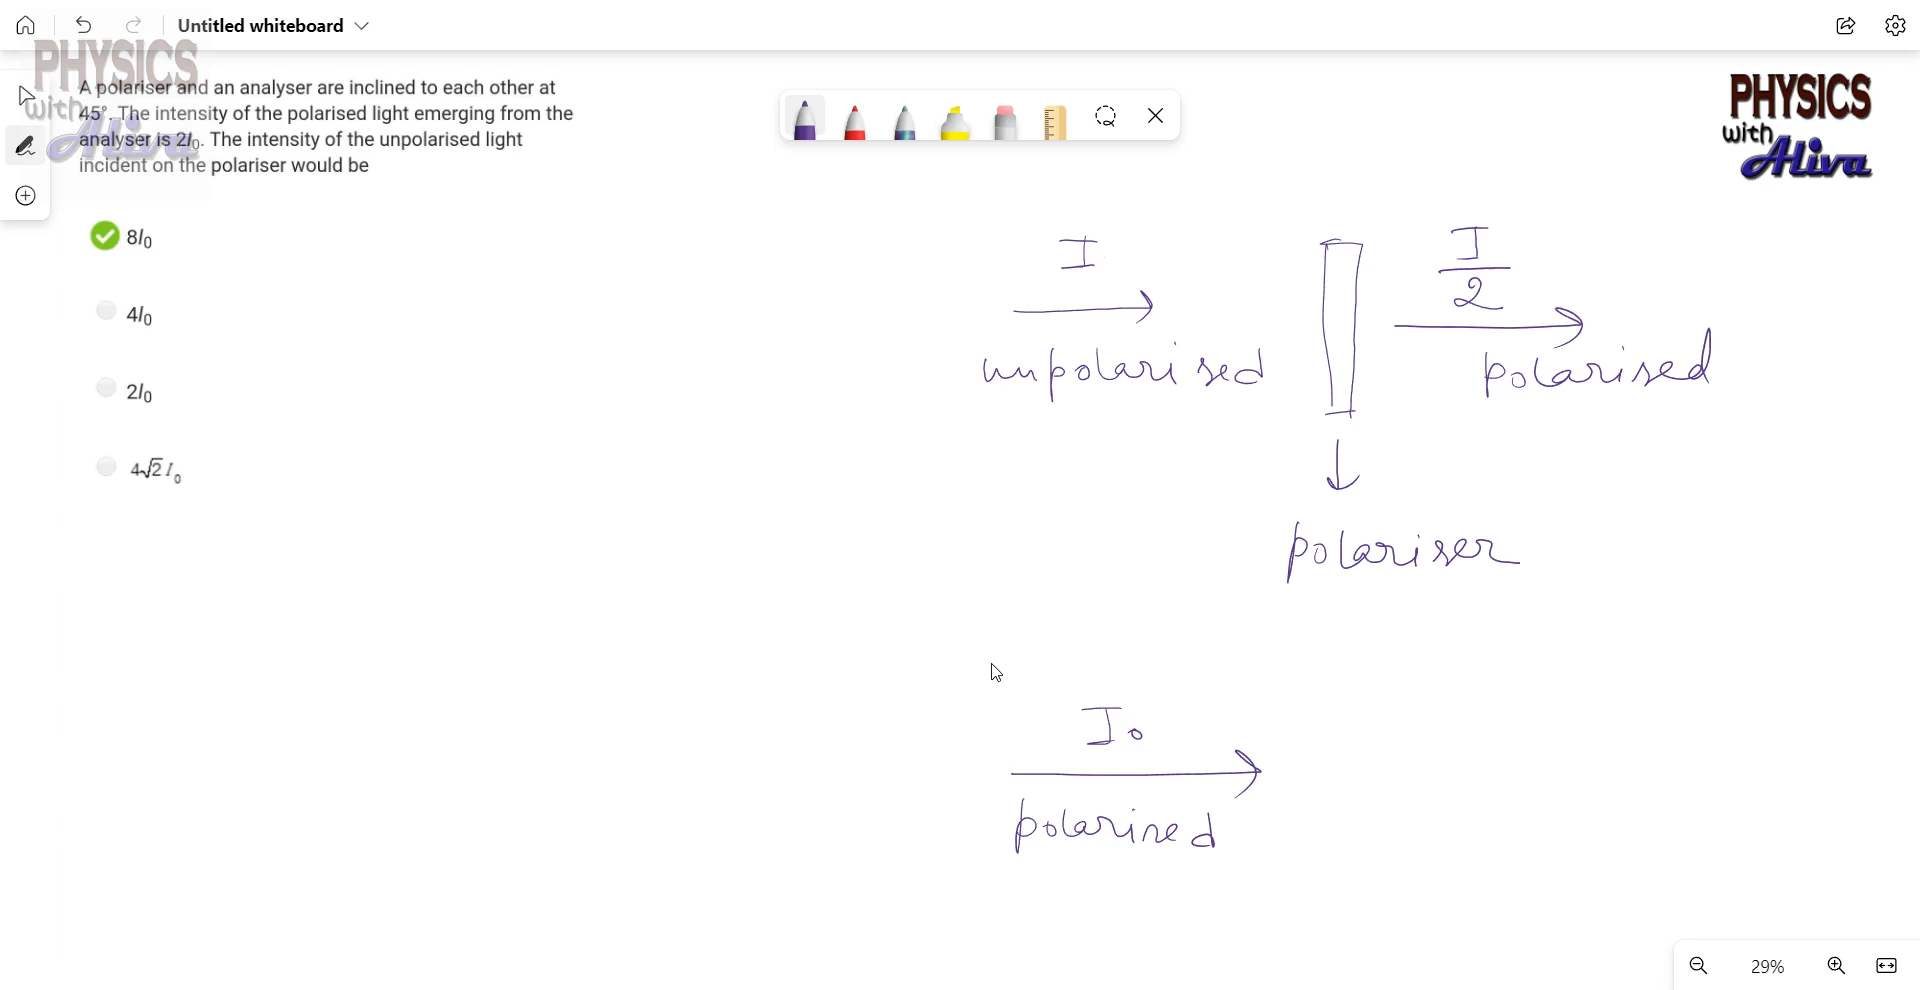 Untitled whiteboard
PHYSICS
with
Aliva
A polariser and an analyser are inclined to each other at
45°. The intensity of the polarised light emerging from the
analyser is 2I₀. The intensity of the unpolarised light
incident on the polariser would be
8I₀
4I₀
2I₀
4√2 I₀
PHYSICS
with
Aliva
I
unpolarised
I
2
polarised
polariser
I₀
polarised
29%